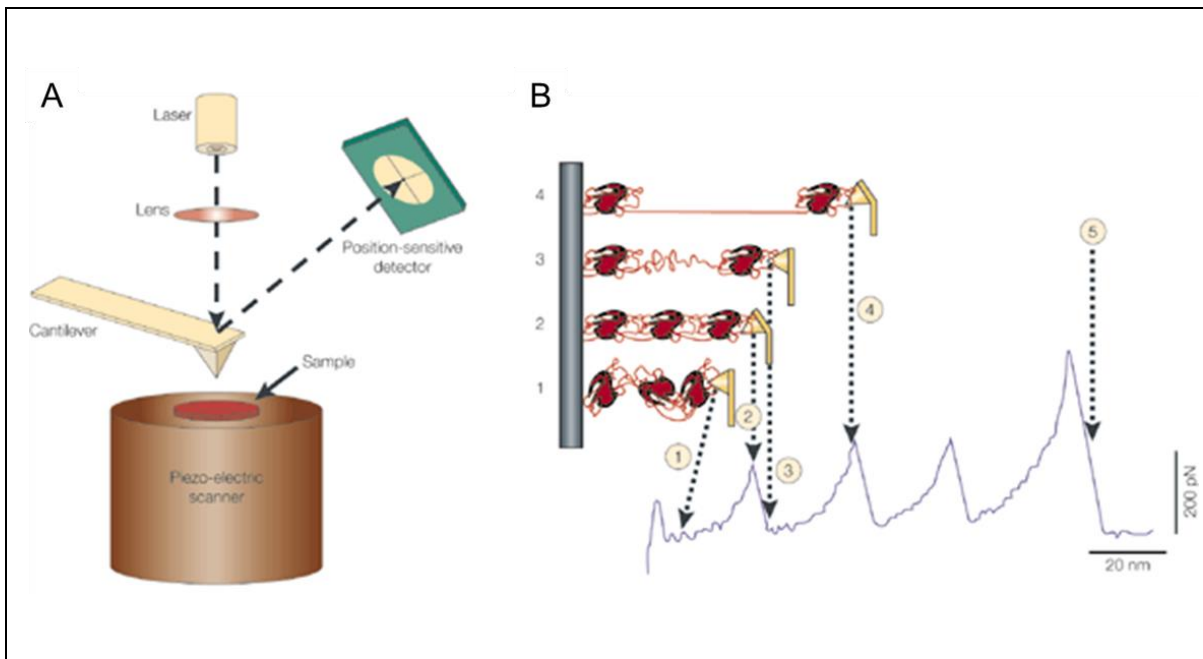 A
Laser
Lens
Position-sensitive
detector
Cantilever
Sample
Piezo-electric
scanner
B
4
3
2
1
1
2
3
4
5
200 pN
20 nm